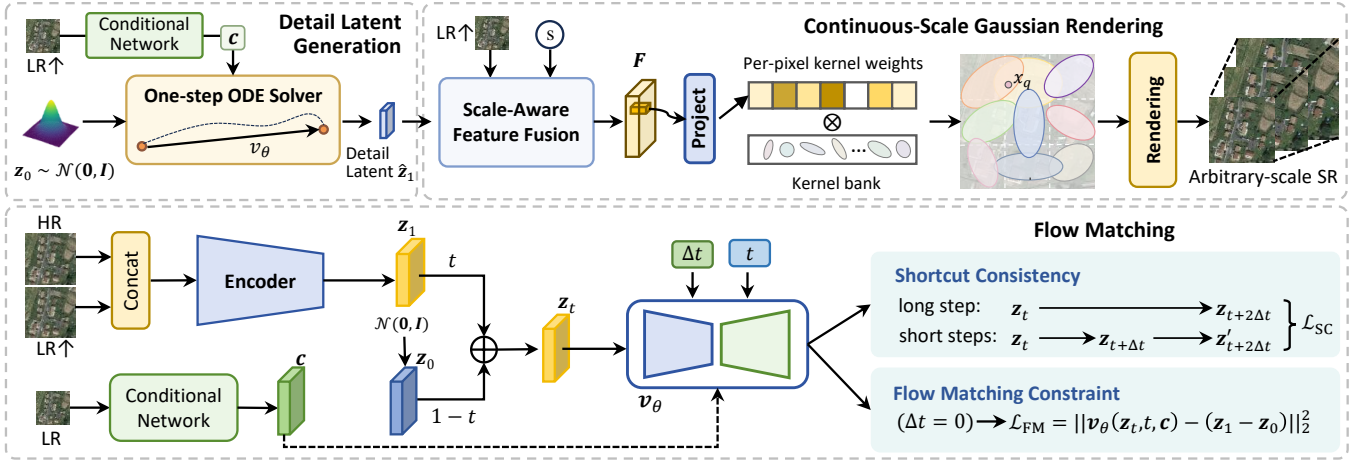 Detail Latent
Generation
LR↑
Conditional
Network
c
One-step ODE Solver
v_θ
z_0 ~ N(0, I)
Detail
Latent ẑ_1
Continuous-Scale Gaussian Rendering
LR↑
s
Scale-Aware
Feature Fusion
F
Project
Per-pixel kernel weights
⊗
...
Kernel bank
x_q
Rendering
Arbitrary-scale SR
Flow Matching
HR
LR↑
Concat
Encoder
z_1
t
N(0, I)
z_0
1 − t
z_t
LR
Conditional
Network
c
Δt
t
v_θ
Shortcut Consistency
long step: z_t → z_{t+2Δt}
short steps: z_t → z_{t+Δt} → z′_{t+2Δt}
L_SC
Flow Matching Constraint
(Δt = 0) → L_FM = ||v_θ(z_t, t, c) − (z_1 − z_0)||_2^2